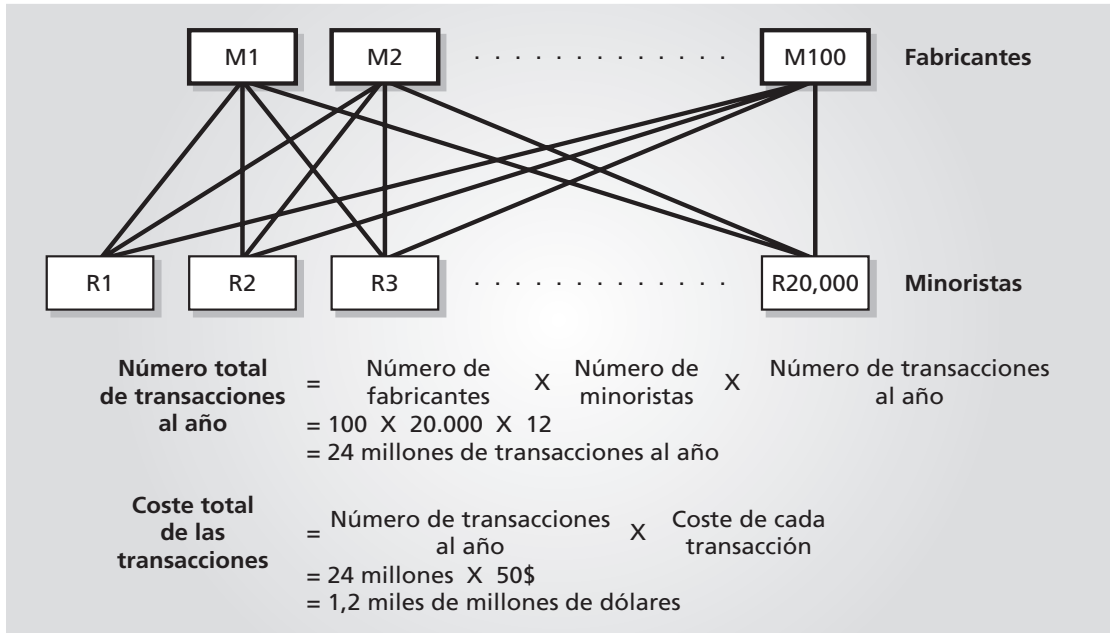 M1 M2 . . . . . . . . . . . . . M100 Fabricantes
R1 R2 R3 . . . . . . . . . . . . . R20,000 Minoristas
Número total de transacciones al año = Número de fabricantes X Número de minoristas X Número de transacciones al año
= 100 X 20.000 X 12
= 24 millones de transacciones al año
Coste total de las transacciones = Número de transacciones al año X Coste de cada transacción
= 24 millones X 50$
= 1,2 miles de millones de dólares